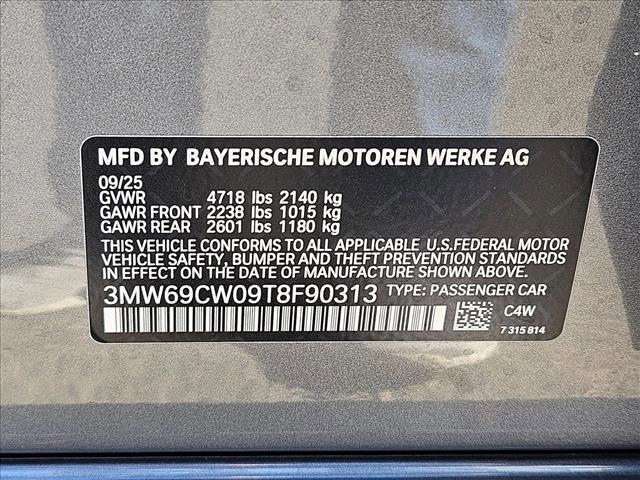 MFD BY BAYERISCHE MOTOREN WERKE AG
09/25
GVWR 4718 lbs 2140 kg
GAWR FRONT 2238 lbs 1015 kg
GAWR REAR 2601 lbs 1180 kg
THIS VEHICLE CONFORMS TO ALL APPLICABLE U.S.FEDERAL MOTOR
VEHICLE SAFETY, BUMPER AND THEFT PREVENTION STANDARDS
IN EFFECT ON THE DATE OF MANUFACTURE SHOWN ABOVE.
3MW69CW09T8F90313 TYPE: PASSENGER CAR
C4W
7 315 814